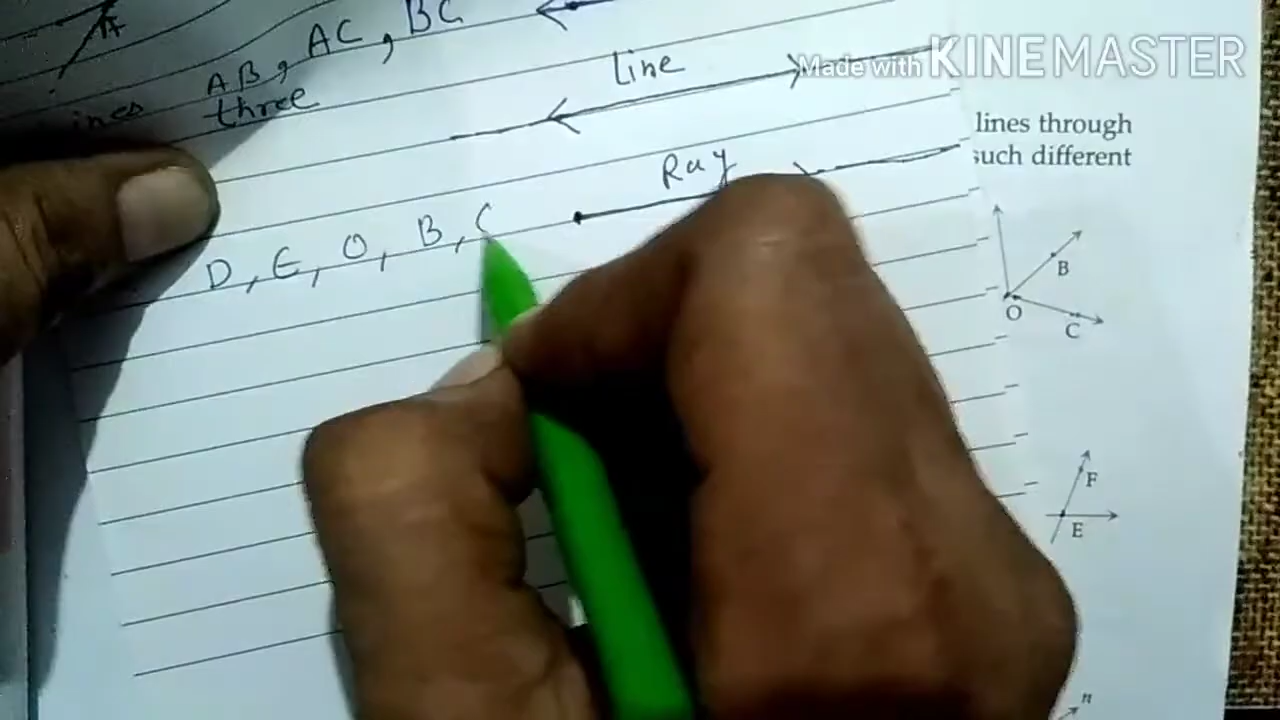 AB, AC, BC
three
line
Made with KINEMASTER
lines through
such different
Ray
D, E, O, B, C
B
O
C
F
E
n